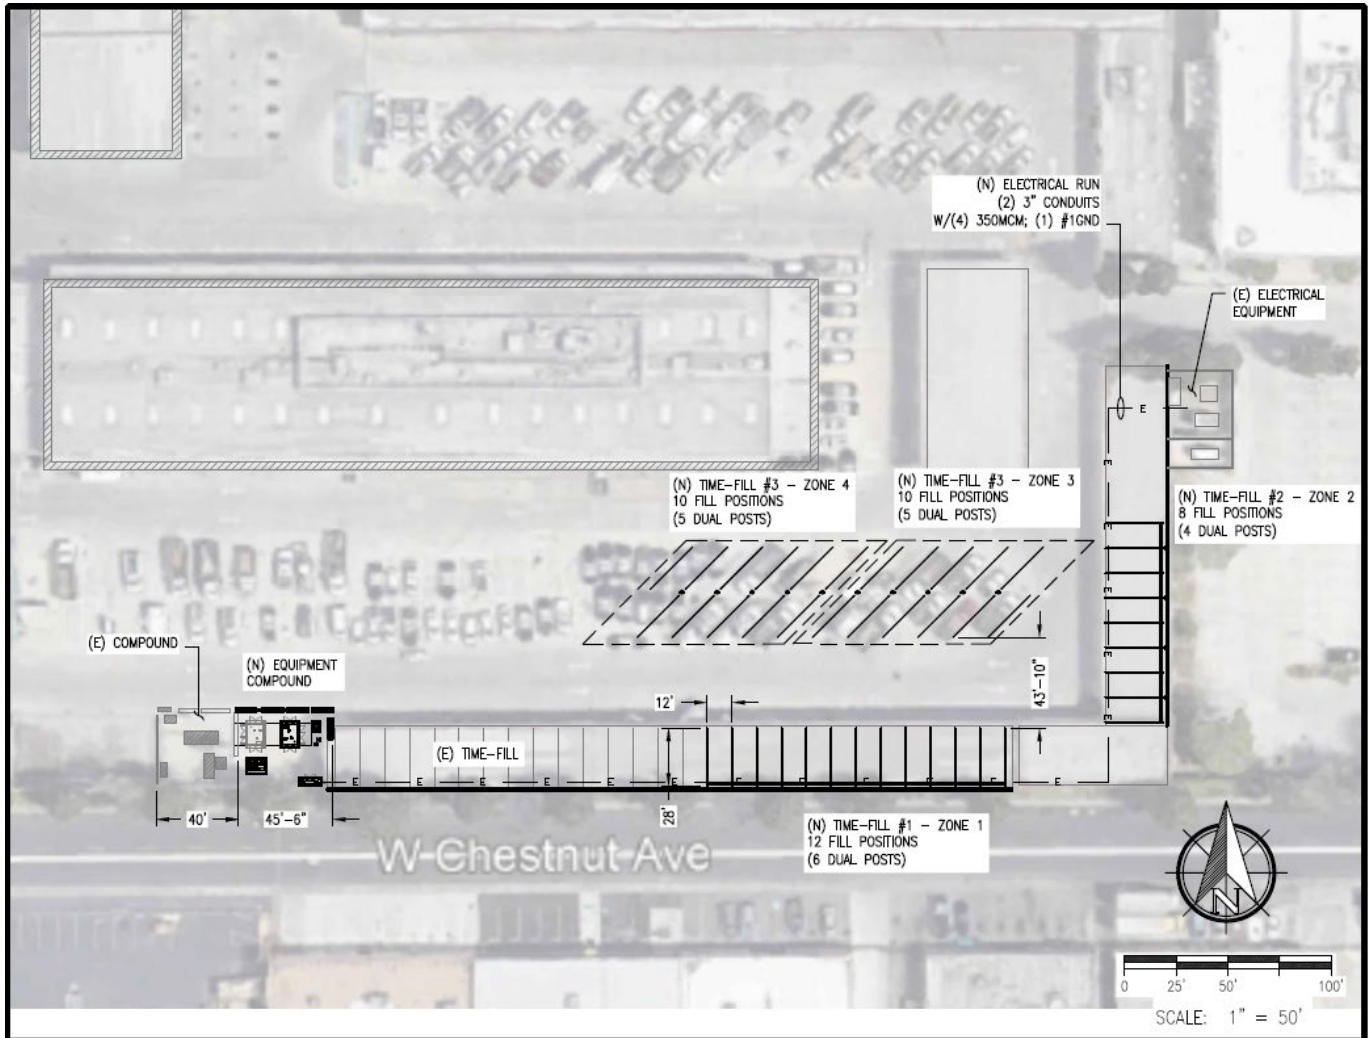 (N) ELECTRICAL RUN
(2) 3" CONDUITS
W/(4) 350MCM; (1) #1GND
(E) ELECTRICAL
EQUIPMENT
E
E
(N) TIME-FILL #3 - ZONE 4
10 FILL POSITIONS
(5 DUAL POSTS)
(N) TIME-FILL #3 - ZONE 3
10 FILL POSITIONS
(5 DUAL POSTS)
(N) TIME-FILL #2 - ZONE 2
8 FILL POSITIONS
(4 DUAL POSTS)
E
E
E
E
(E) COMPOUND
(N) EQUIPMENT
COMPOUND
12'
43'-10"
(E) TIME-FILL
E E E E E E E
40'
45'-6"
28'
(N) TIME-FILL #1 - ZONE 1
12 FILL POSITIONS
(6 DUAL POSTS)
W Chestnut Ave
N
0 25' 50' 100'
SCALE: 1" = 50'